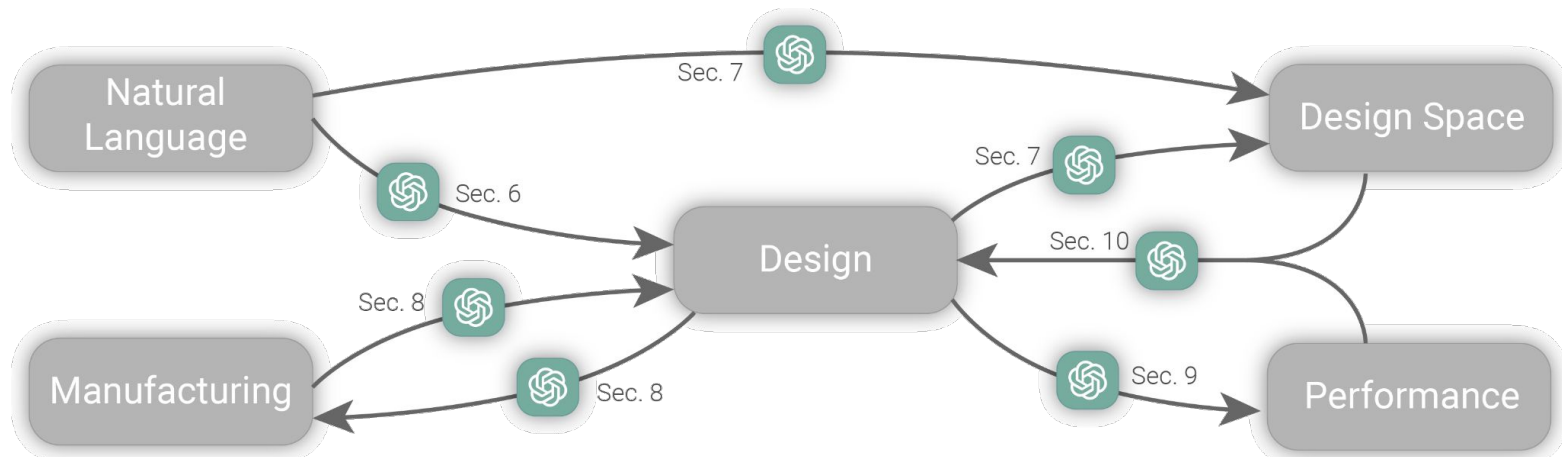 Natural
Language
Sec. 7
Design Space
Sec. 7
Sec. 6
Design
Sec. 10
Sec. 8
Manufacturing
Sec. 8
Sec. 9
Performance